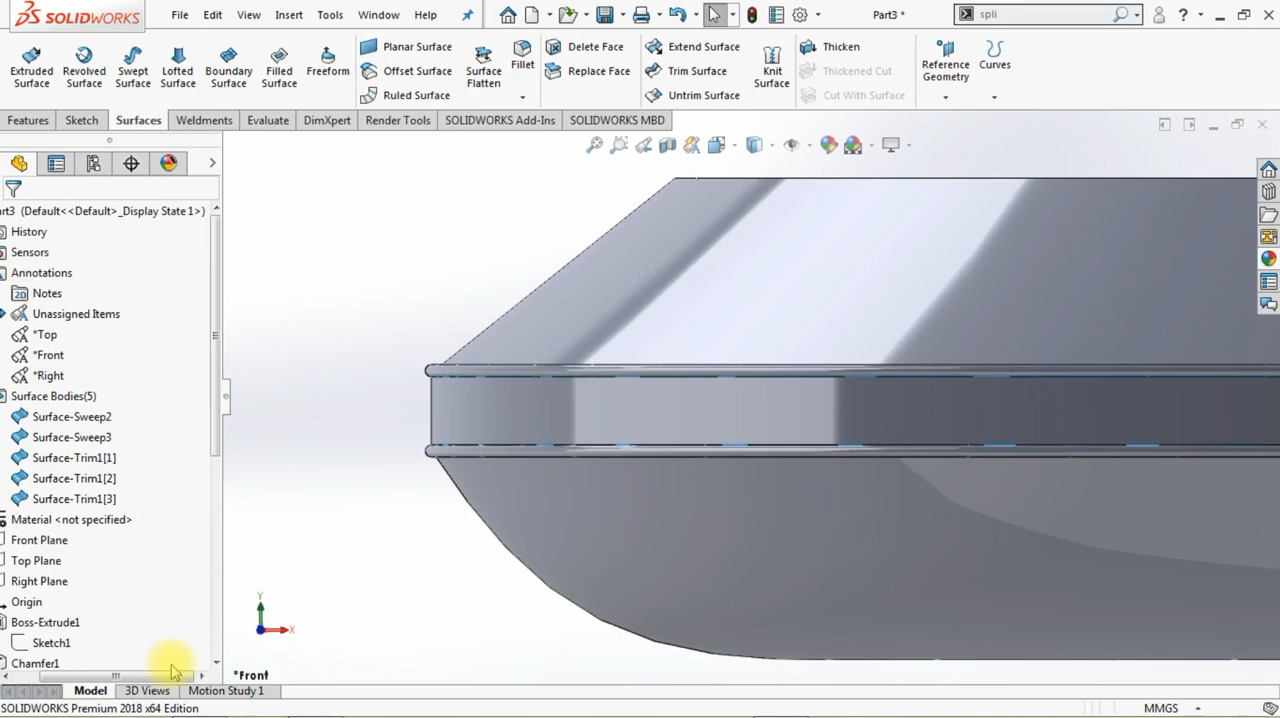 SOLIDWORKS File Edit View Insert Tools Window Help Part3 * spli ?
Extruded Surface Revolved Surface Swept Surface Lofted Surface Boundary Surface Filled Surface Freeform Planar Surface Offset Surface Ruled Surface Surface Flatten Fillet Delete Face Replace Face Extend Surface Trim Surface Untrim Surface Knit Surface Thicken Thickened Cut Cut With Surface Reference Geometry Curves
Features Sketch Surfaces Weldments Evaluate DimXpert Render Tools SOLIDWORKS Add-Ins SOLIDWORKS MBD
rt3 (Default<<Default>_Display State 1>)
History
Sensors
Annotations
Notes
Unassigned Items
*Top
*Front
*Right
Surface Bodies(5)
Surface-Sweep2
Surface-Sweep3
Surface-Trim1[1]
Surface-Trim1[2]
Surface-Trim1[3]
Material <not specified>
Front Plane
Top Plane
Right Plane
Origin
Boss-Extrude1
Sketch1
Chamfer1
Y
X
*Front
Model 3D Views Motion Study 1
SOLIDWORKS Premium 2018 x64 Edition MMGS